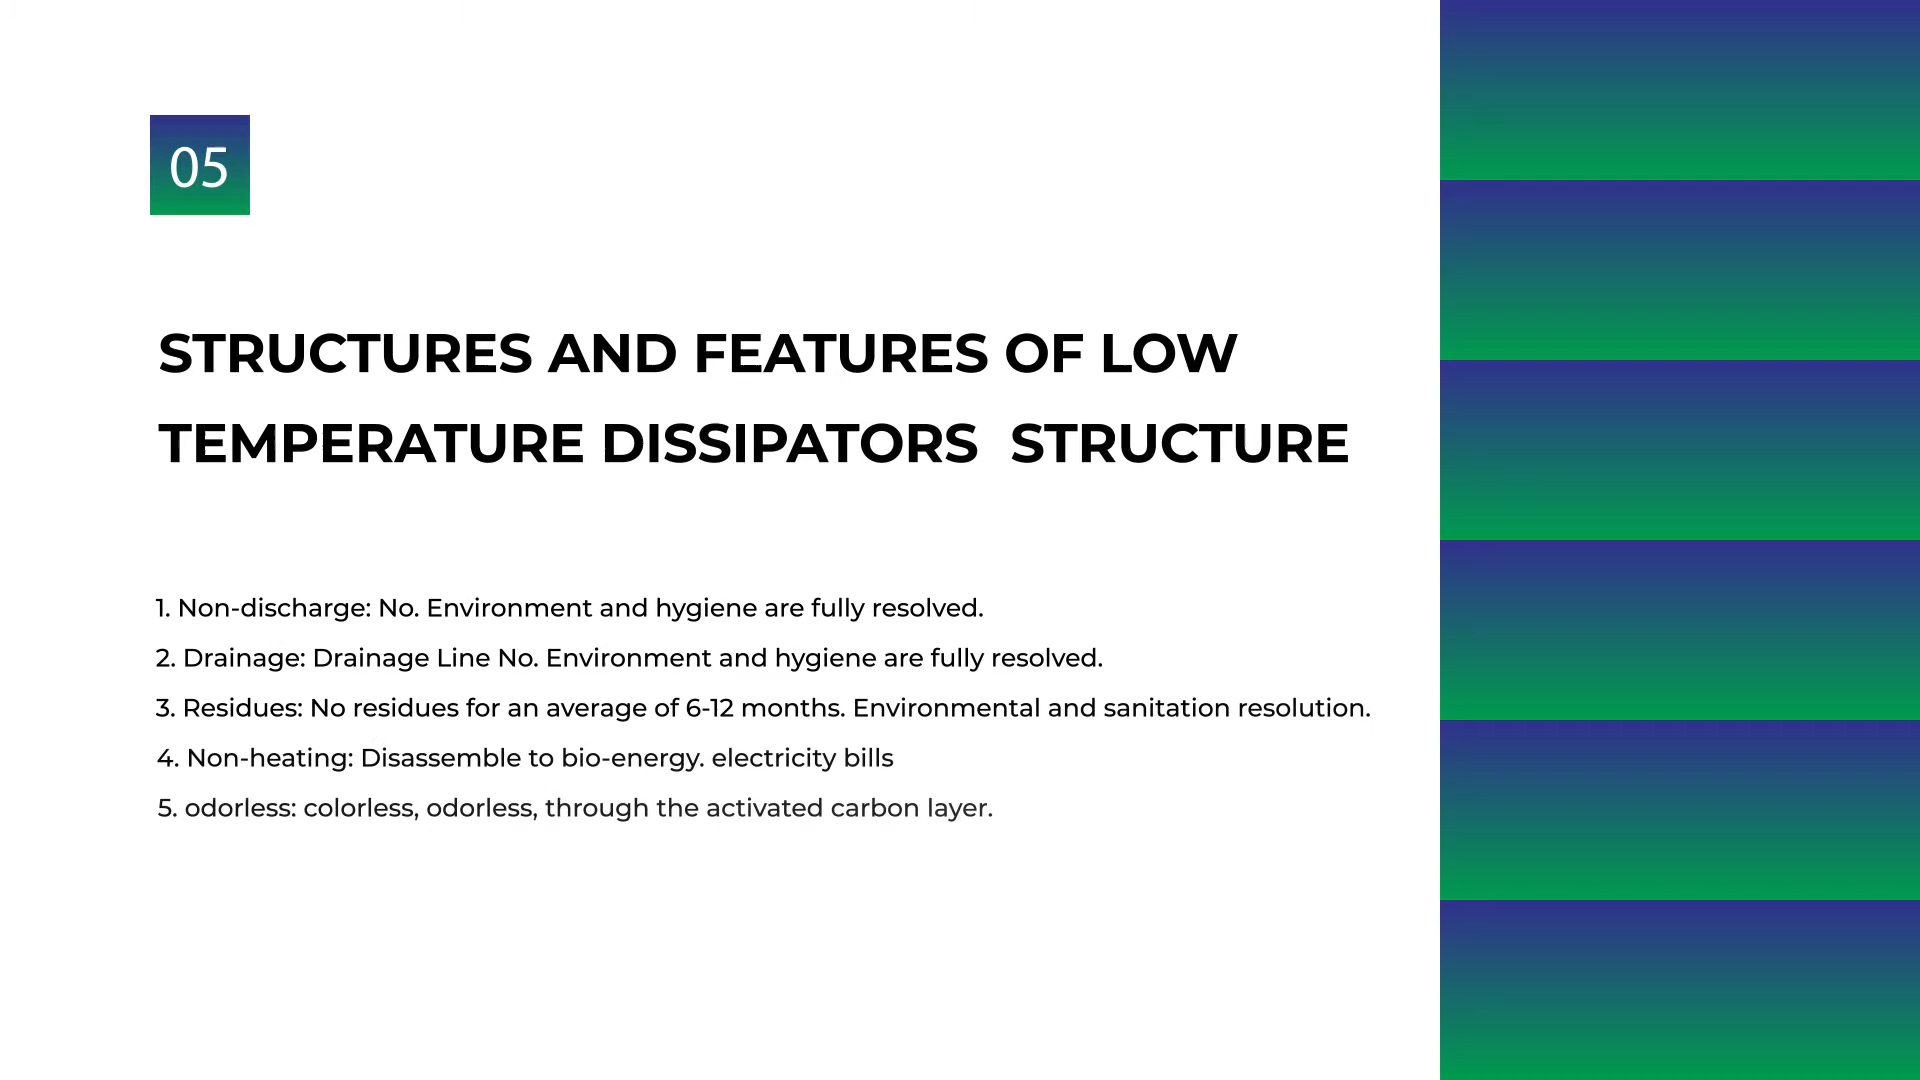 05
STRUCTURES AND FEATURES OF LOW
TEMPERATURE DISSIPATORS  STRUCTURE
1. Non-discharge: No. Environment and hygiene are fully resolved.
2. Drainage: Drainage Line No. Environment and hygiene are fully resolved.
3. Residues: No residues for an average of 6-12 months. Environmental and sanitation resolution.
4. Non-heating: Disassemble to bio-energy. electricity bills
5. odorless: colorless, odorless, through the activated carbon layer.